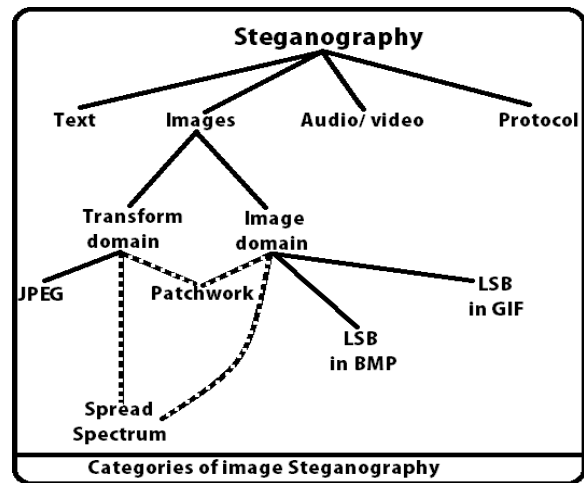 Steganography
Text
Images
Audio/ video
Protocol
Transform
domain
Image
domain
JPEG
Patchwork
LSB
in GIF
LSB
in BMP
Spread
Spectrum
Categories of image Steganography